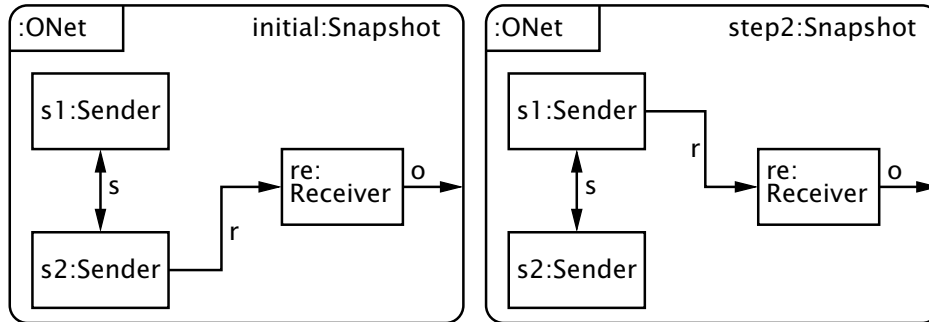 :ONet
initial:Snapshot
s1:Sender
s
re:
Receiver
o
r
s2:Sender
:ONet
step2:Snapshot
s1:Sender
r
s
re:
Receiver
o
s2:Sender